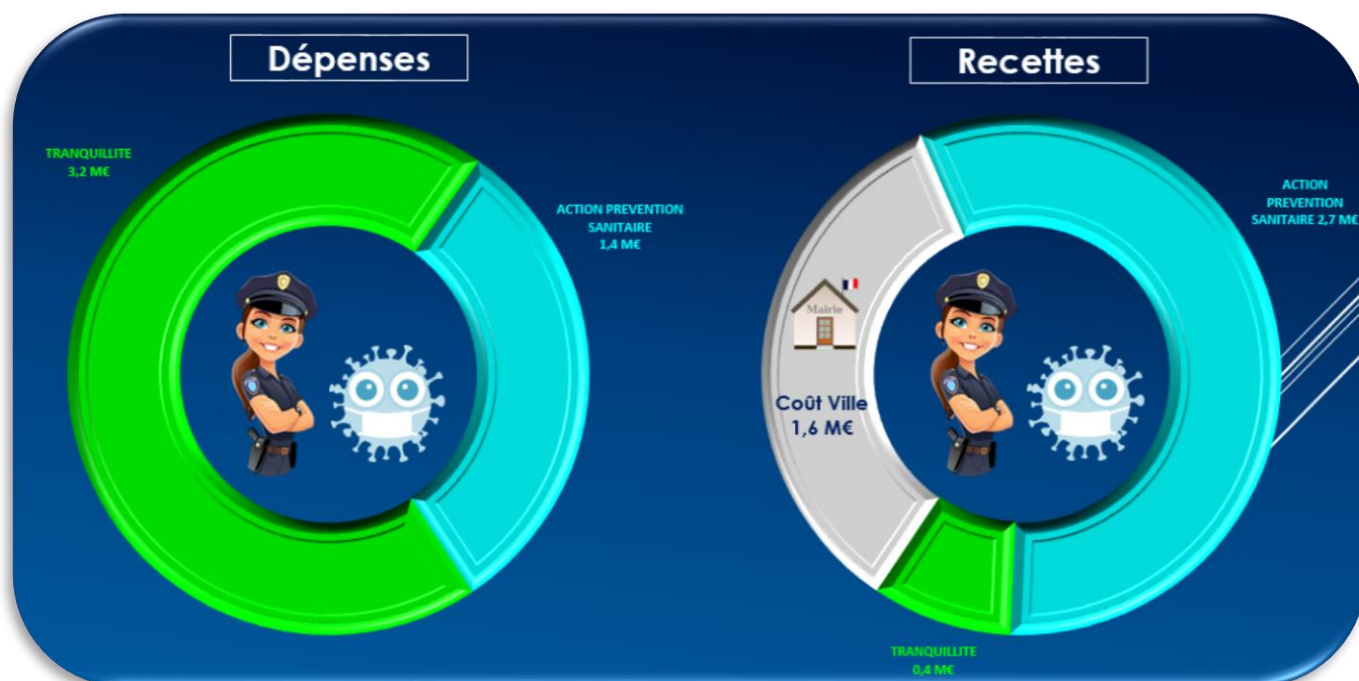 Dépenses
TRANQUILLITE
3,2 M€
ACTION PREVENTION
SANITAIRE
1,4 M€
Recettes
ACTION
PREVENTION
SANITAIRE 2,7 M€
Mairie
Coût Ville
1,6 M€
TRANQUILLITE
0,4 M€